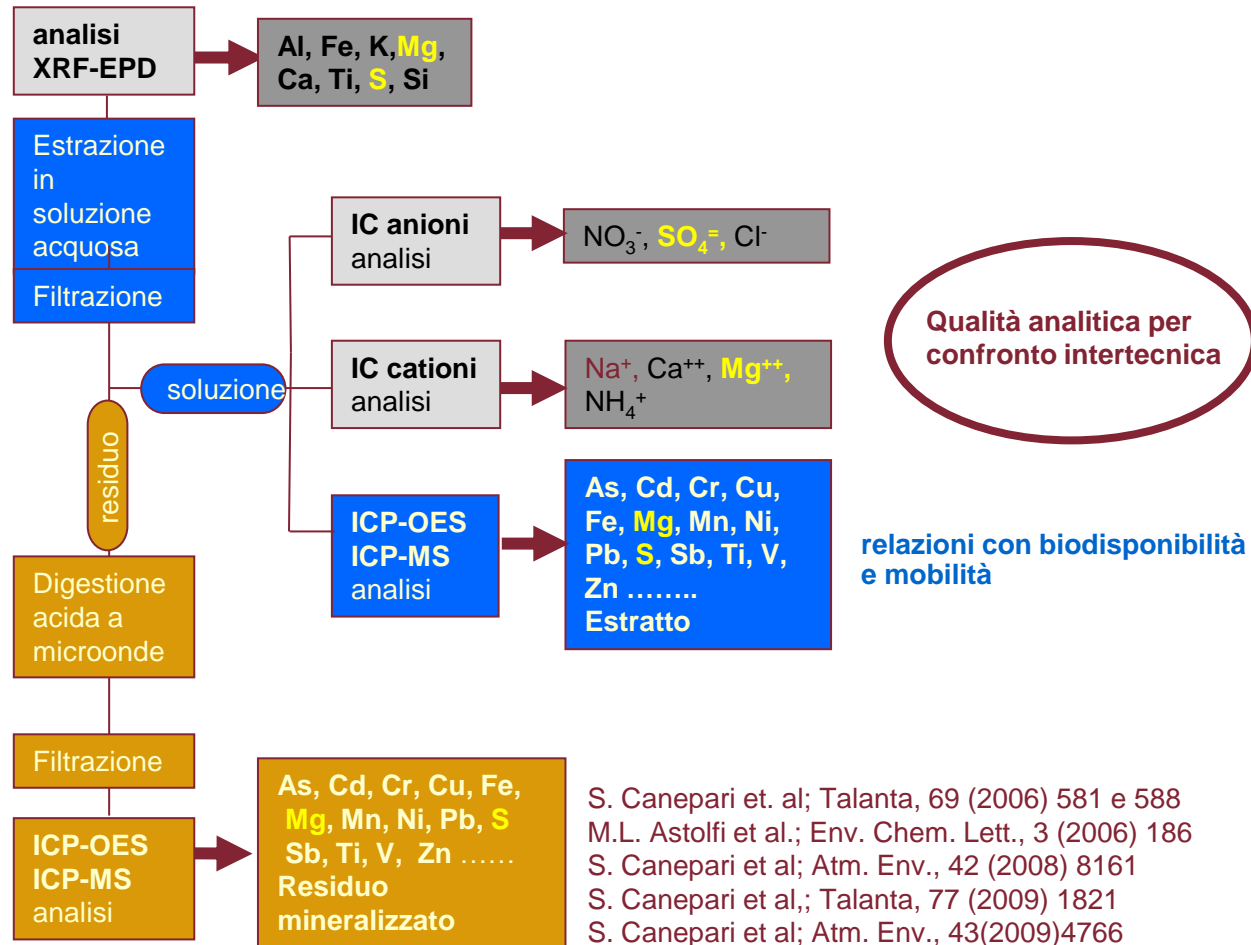 analisi
XRF-EPD
Al, Fe, K,Mg,
Ca, Ti, S, Si
Estrazione
in
soluzione
acquosa
Filtrazione
IC anioni
analisi
NO₃⁻, SO₄⁼, Cl⁻
Qualità analitica per
confronto intertecnica
soluzione
IC cationi
analisi
Na⁺, Ca⁺⁺, Mg⁺⁺,
NH₄⁺
residuo
ICP-OES
ICP-MS
analisi
As, Cd, Cr, Cu,
Fe, Mg, Mn, Ni,
Pb, S, Sb, Ti, V,
Zn ……..
Estratto
relazioni con biodisponibilità
e mobilità
Digestione
acida a
microonde
Filtrazione
ICP-OES
ICP-MS
analisi
As, Cd, Cr, Cu, Fe,
Mg, Mn, Ni, Pb, S
Sb, Ti, V, Zn ……
Residuo
mineralizzato
S. Canepari et. al; Talanta, 69 (2006) 581 e 588
M.L. Astolfi et al.; Env. Chem. Lett., 3 (2006) 186
S. Canepari et al; Atm. Env., 42 (2008) 8161
S. Canepari et al,; Talanta, 77 (2009) 1821
S. Canepari et al; Atm. Env., 43(2009)4766